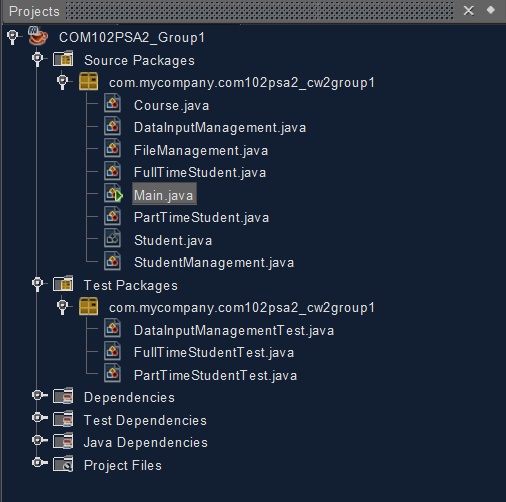 Projects
COM102PSA2_Group1
Source Packages
com.mycompany.com102psa2_cw2group1
Course.java
DataInputManagement.java
FileManagement.java
FullTimeStudent.java
Main.java
PartTimeStudent.java
Student.java
StudentManagement.java
Test Packages
com.mycompany.com102psa2_cw2group1
DataInputManagementTest.java
FullTimeStudentTest.java
PartTimeStudentTest.java
Dependencies
Test Dependencies
Java Dependencies
Project Files